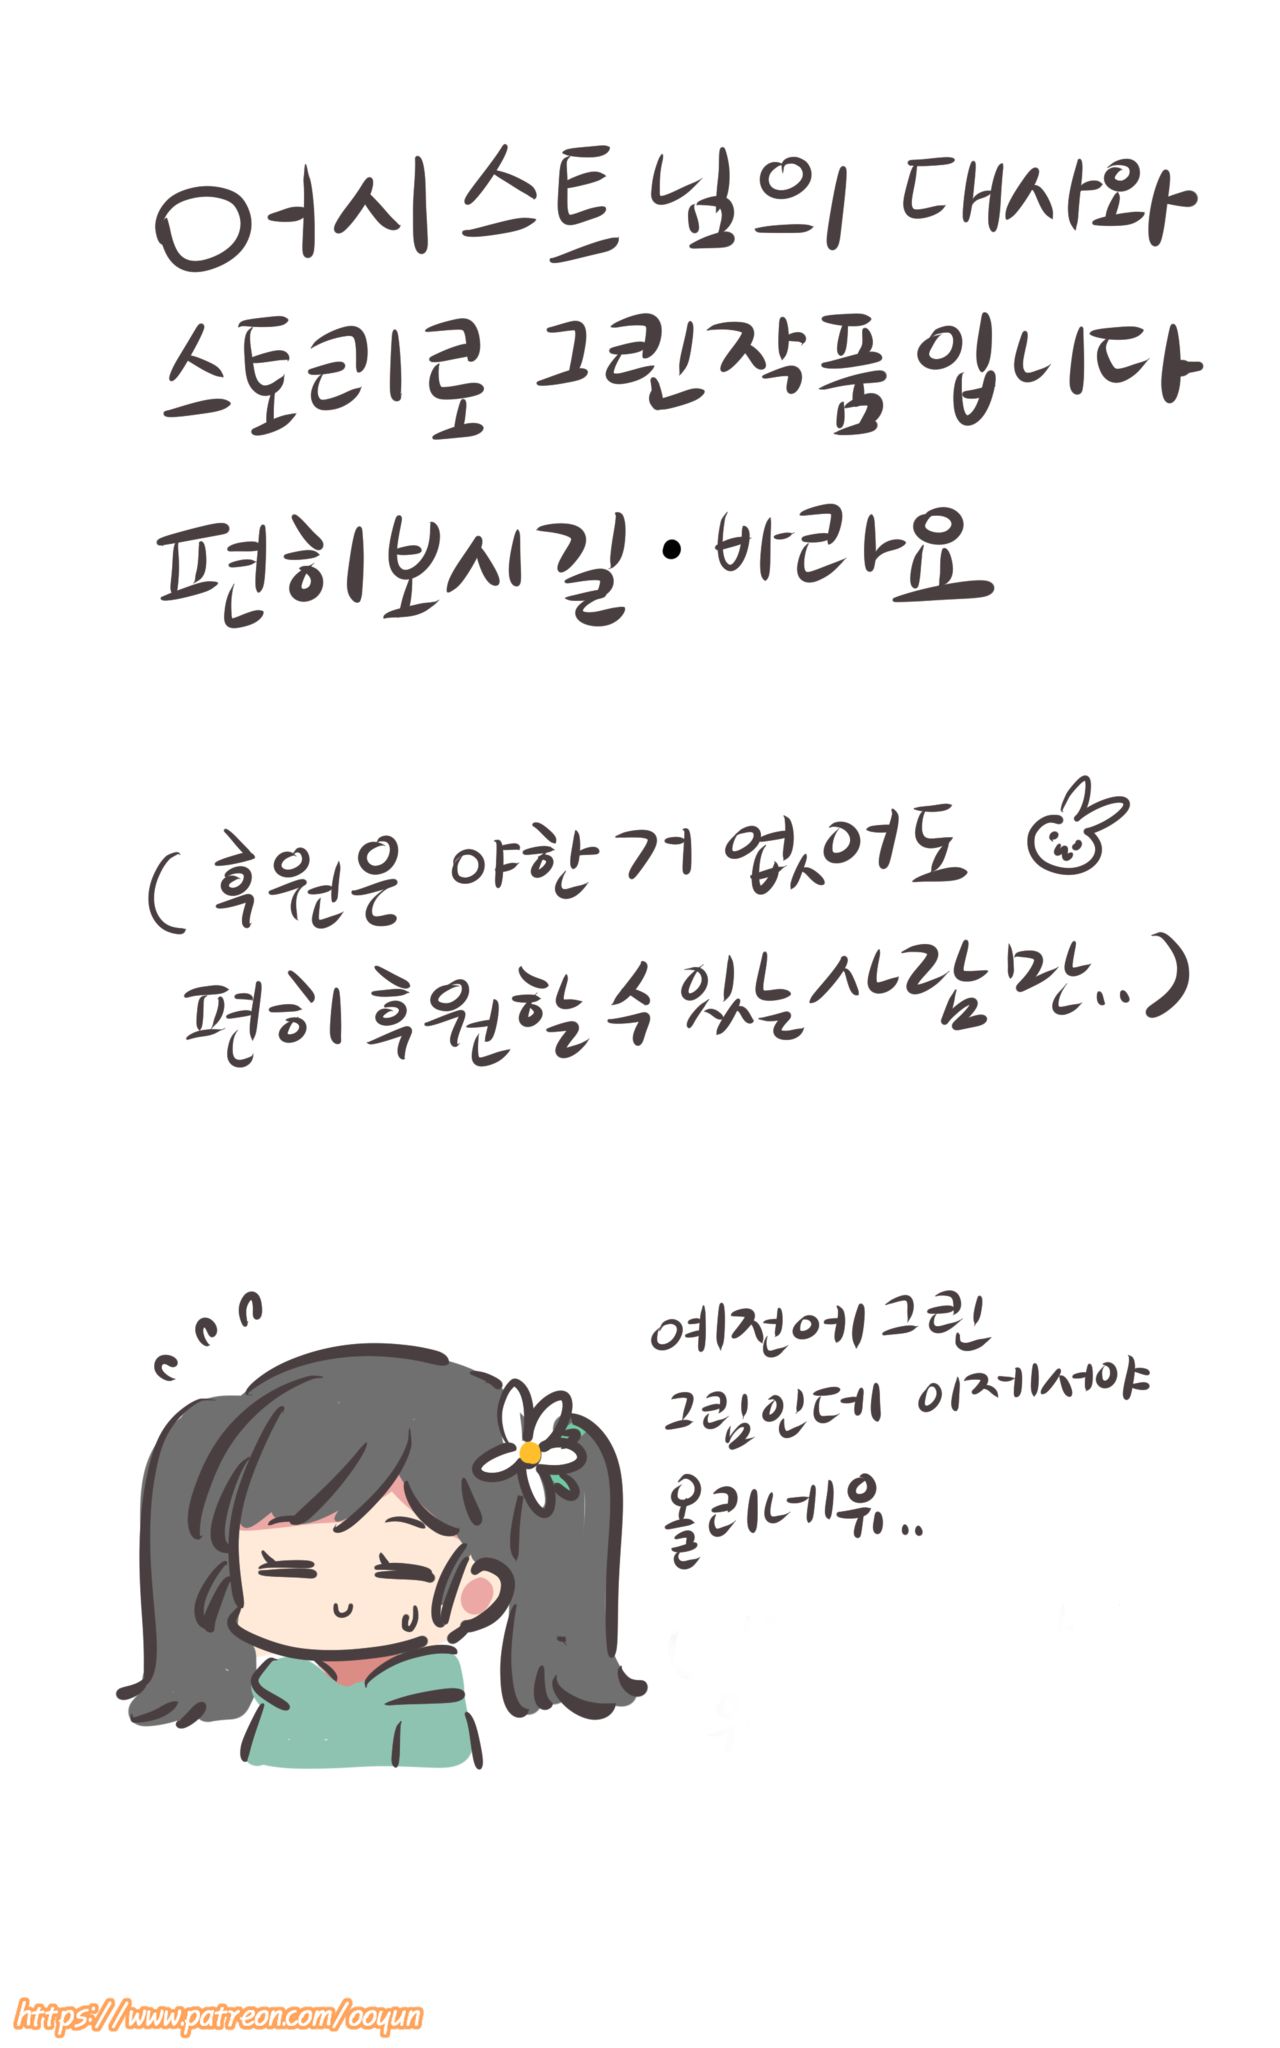 어시스트님의 대사와
스토리로 그린작품입니다
편히보시길 · 바라요
(후원은 야한거 없어도
편히후원할수있는사람만..)
예전에그린
그림인데 이제서야
올리네유..
https://www.patreon.com/ooyun